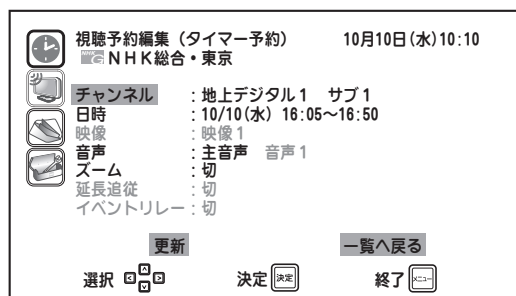 視聴予約編集（タイマー予約） 10月10日(水)10:10
NHKG NHK総合・東京
チャンネル ：地上デジタル1 サブ1
日時 ：10/10(水) 16:05～16:50
映像 ：映像1
音声 ：主音声 音声1
ズーム ：切
延長追従 ：切
イベントリレー：切
更新 一覧へ戻る
選択 決定 決定 終了 メニュー